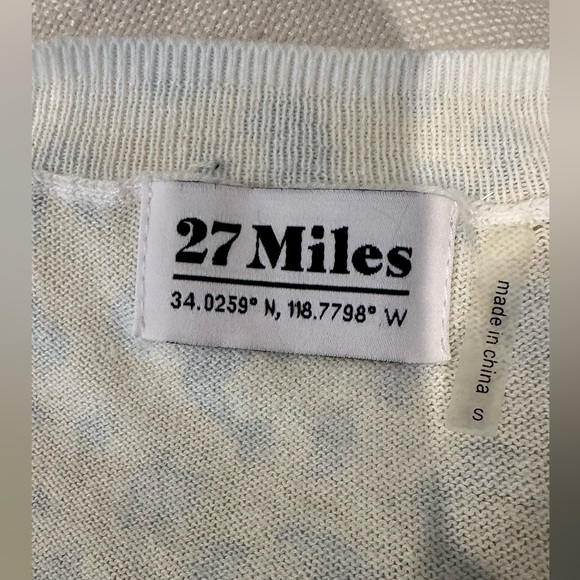 27 Miles
34.0259° N, 118.7798° W
made in china S